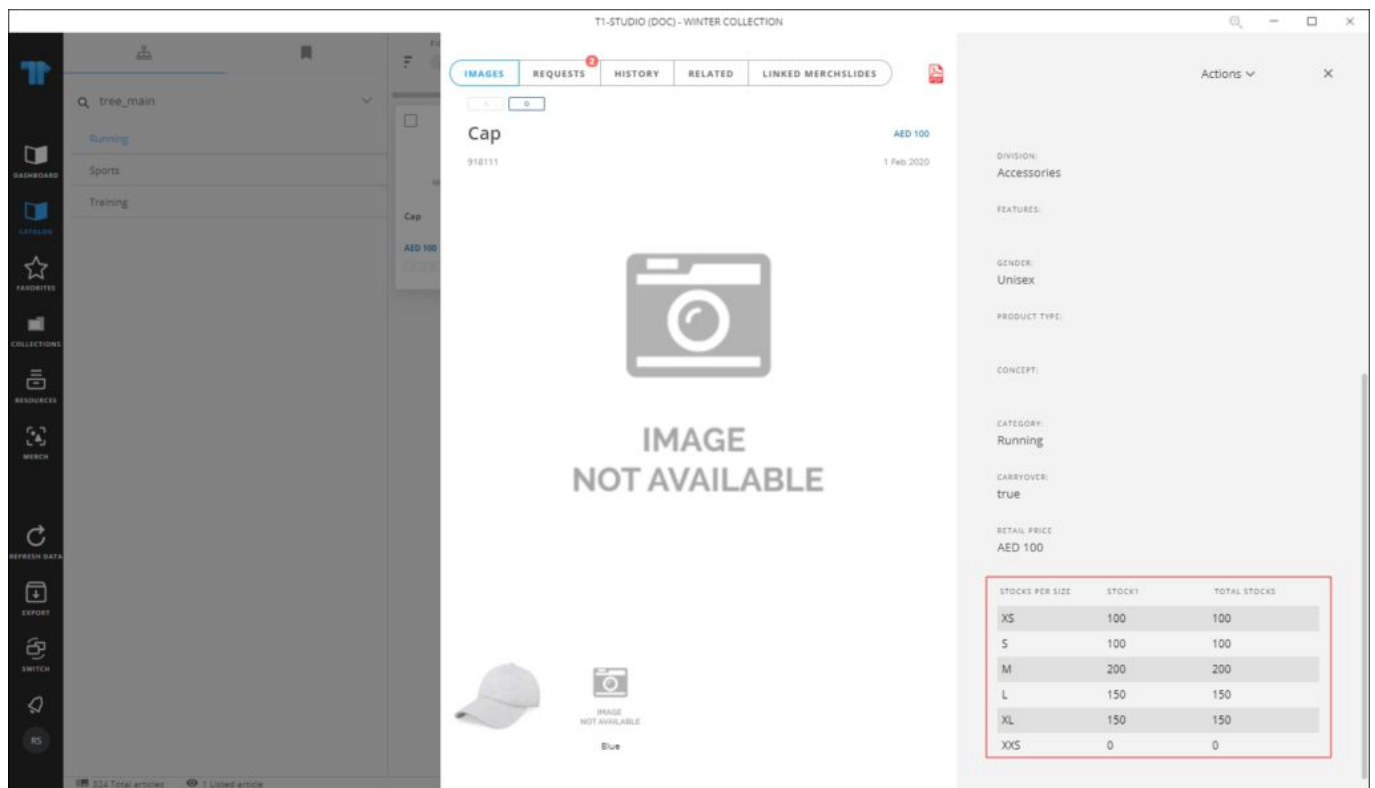 T1-STUDIO (DOC) - WINTER COLLECTION
DASHBOARD
CATALOG
FAVORITES
COLLECTIONS
RESOURCES
MERCH
REFRESH DATA
EXPORT
SWITCH
RS
tree_main
Running
Sports
Training
324 Total articles
1 Listed article
Cap
AED 100
IMAGES
REQUESTS
2
HISTORY
RELATED
LINKED MERCHSLIDES
PDF
Cap
AED 100
918111
1 Feb 2020
IMAGE
NOT AVAILABLE
IMAGE
NOT AVAILABLE
Blue
Actions
DIVISION:
Accessories
FEATURES:
GENDER:
Unisex
PRODUCT TYPE:
CONCEPT:
CATEGORY:
Running
CARRYOVER:
true
RETAIL PRICE
AED 100
STOCKS PER SIZE STOCK1 TOTAL STOCKS
XS 100 100
S 100 100
M 200 200
L 150 150
XL 150 150
XXS 0 0